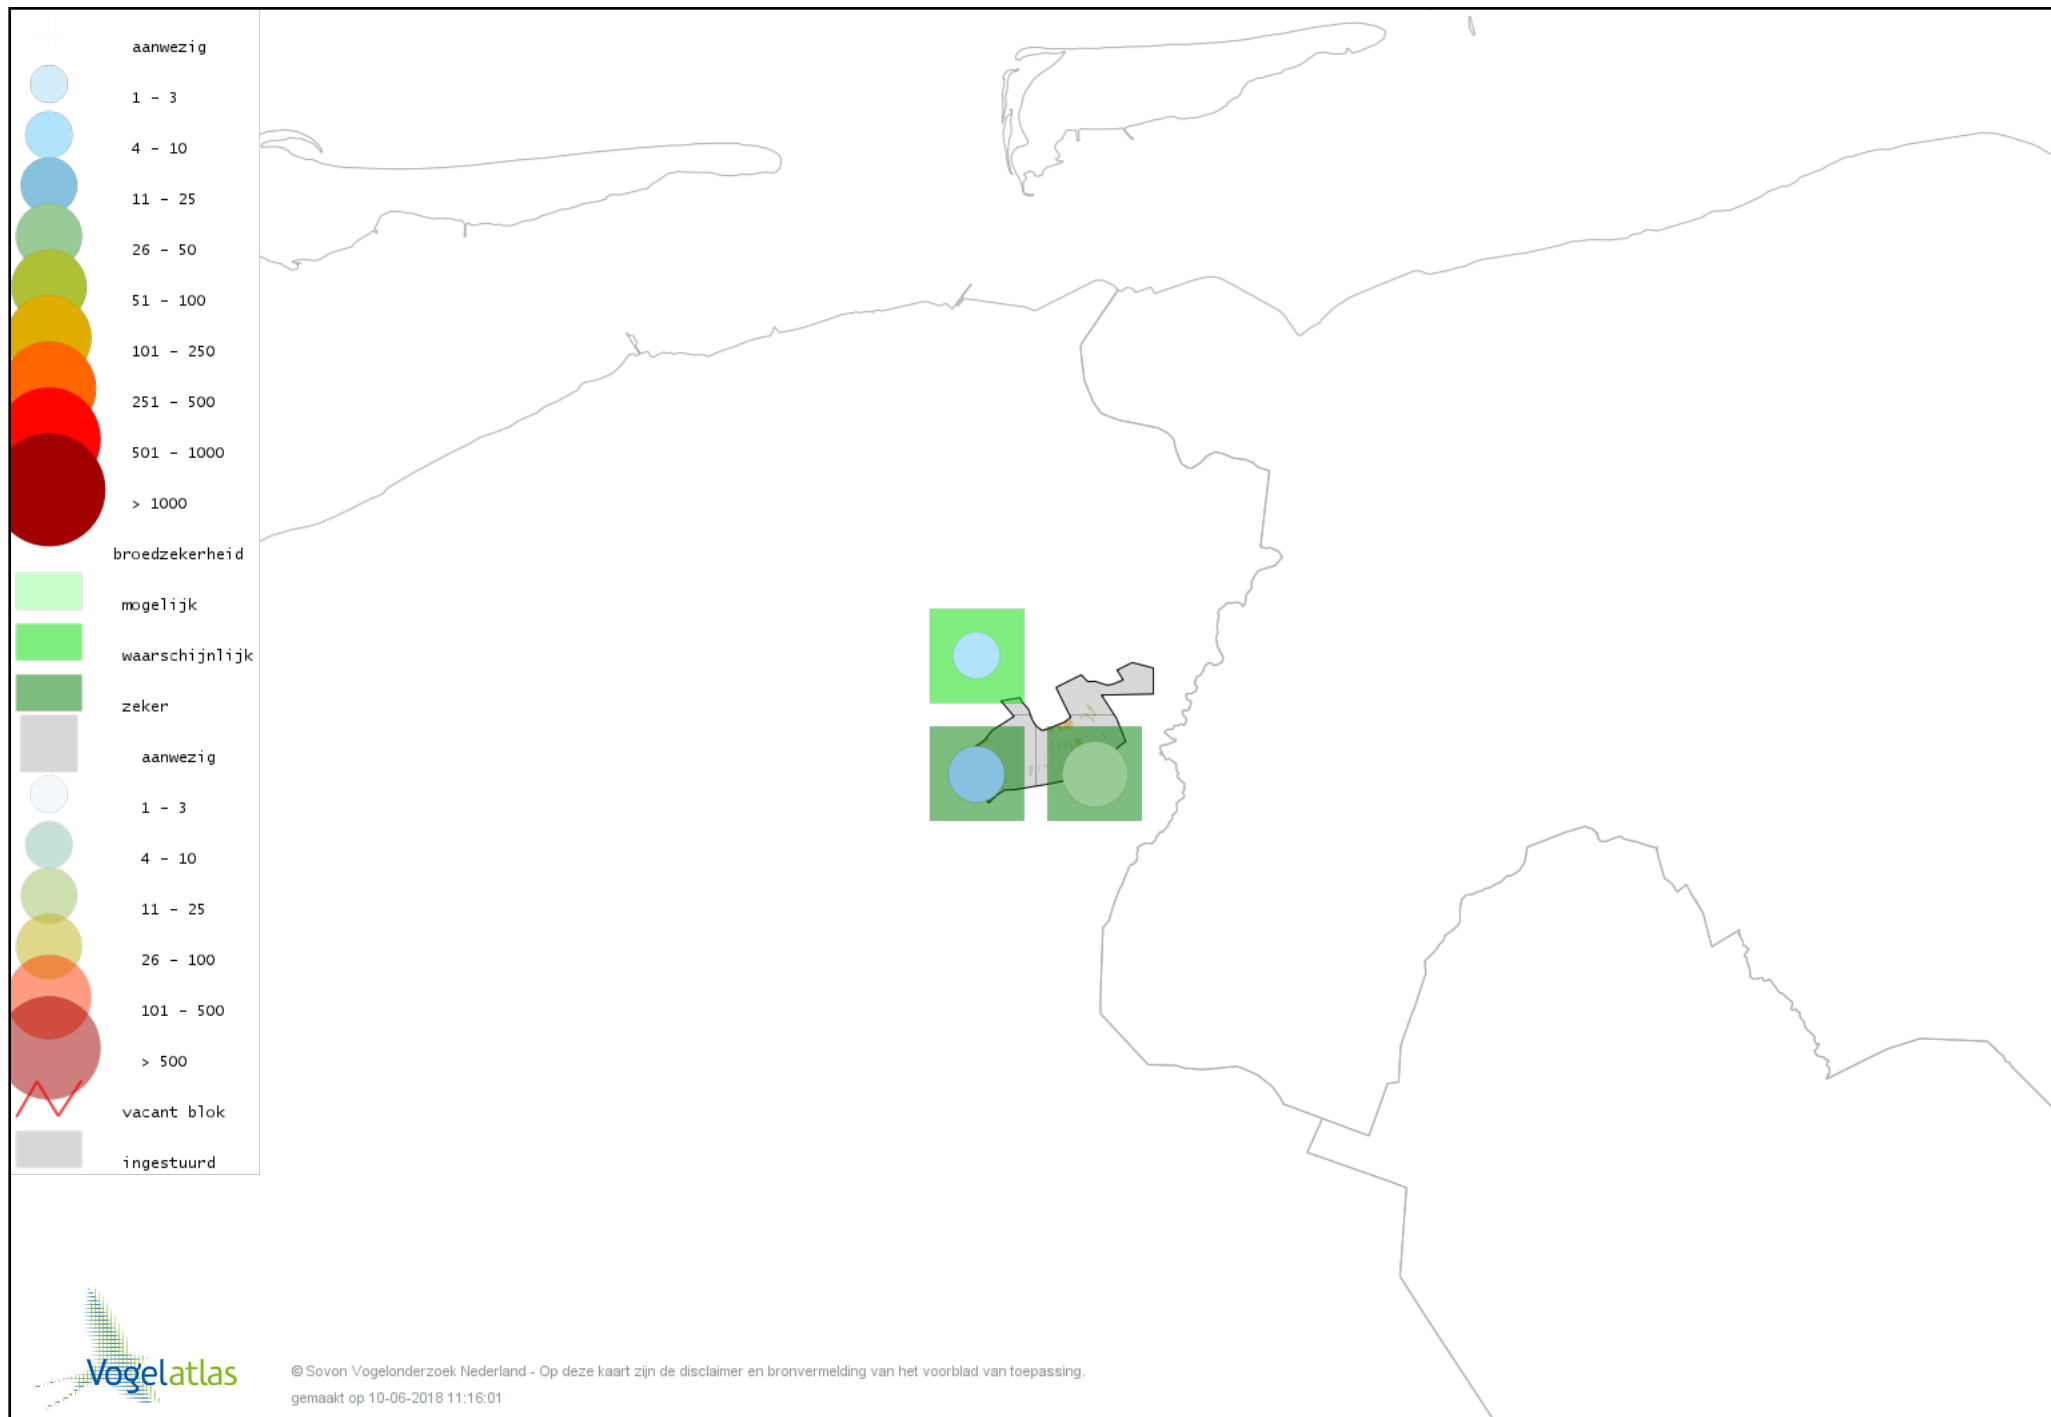 aanwezig
1 - 3
4 - 10
11 - 25
26 - 50
51 - 100
101 - 250
251 - 500
501 - 1000
> 1000
broedzekerheid
mogelijk
waarschijnlijk
zeker
aanwezig
1 - 3
4 - 10
11 - 25
26 - 100
101 - 500
> 500
vacant blok
ingestuurd
Vogelatlas
© Sovon Vogelonderzoek Nederland - Op deze kaart zijn de disclaimer en bronvermelding van het voorblad van toepassing.
gemaakt op 10-06-2018 11:16:01